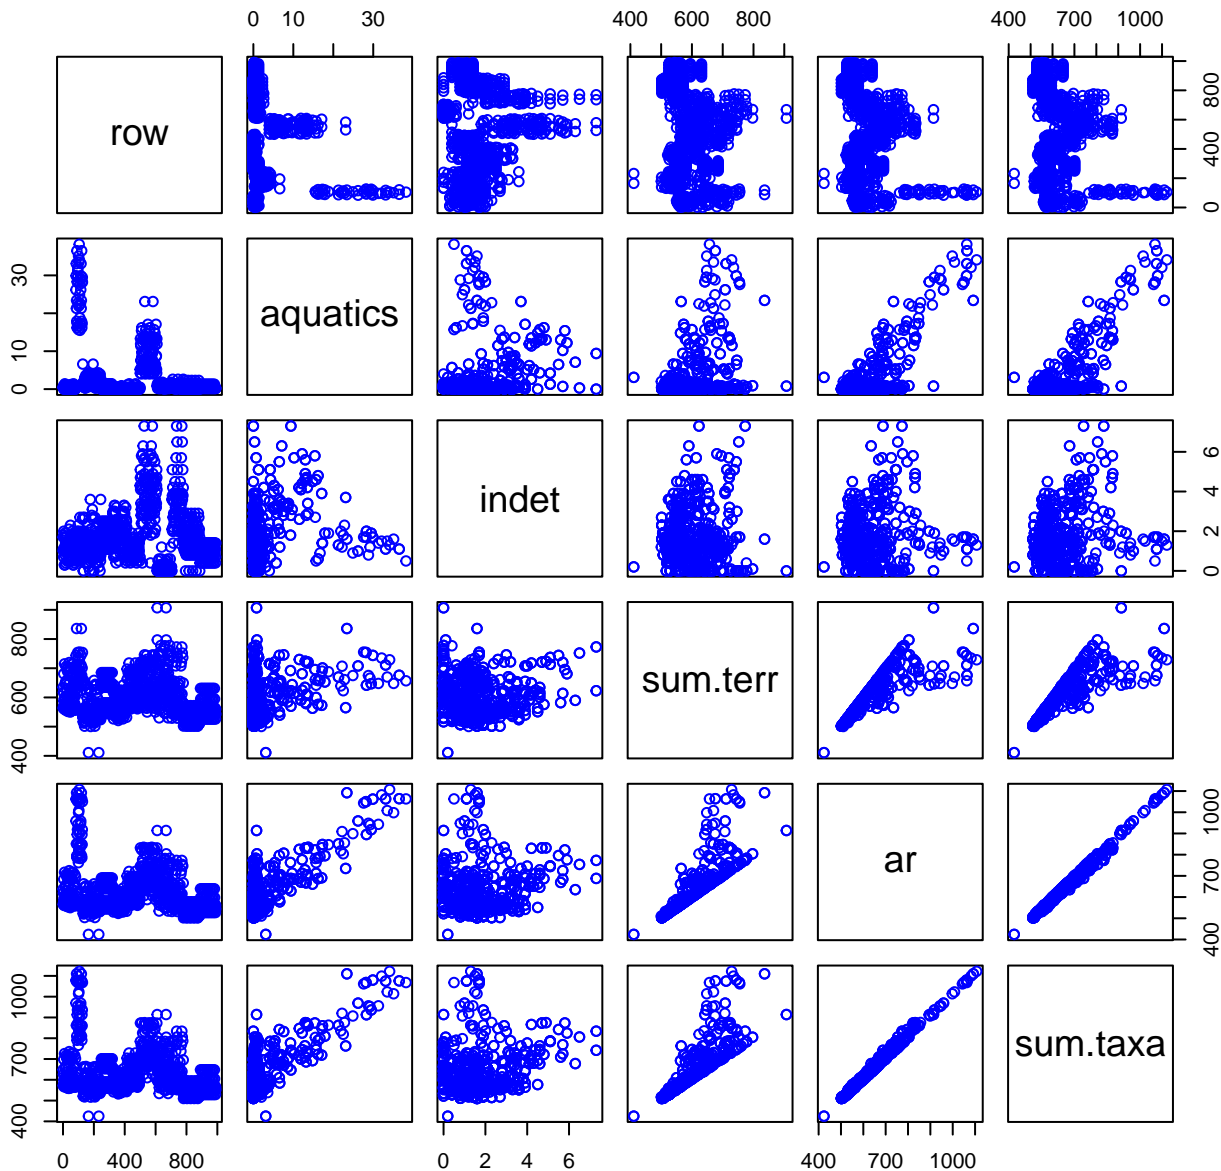 0 10 30 400 600 800 400 700 1000
row 0 400 800
0 10 30 aquatics
indet 0 2 4 6
400 600 800 sum.terr
ar 400 700 1000
400 700 1000 sum.taxa
0 400 800 0 2 4 6 400 700 1000